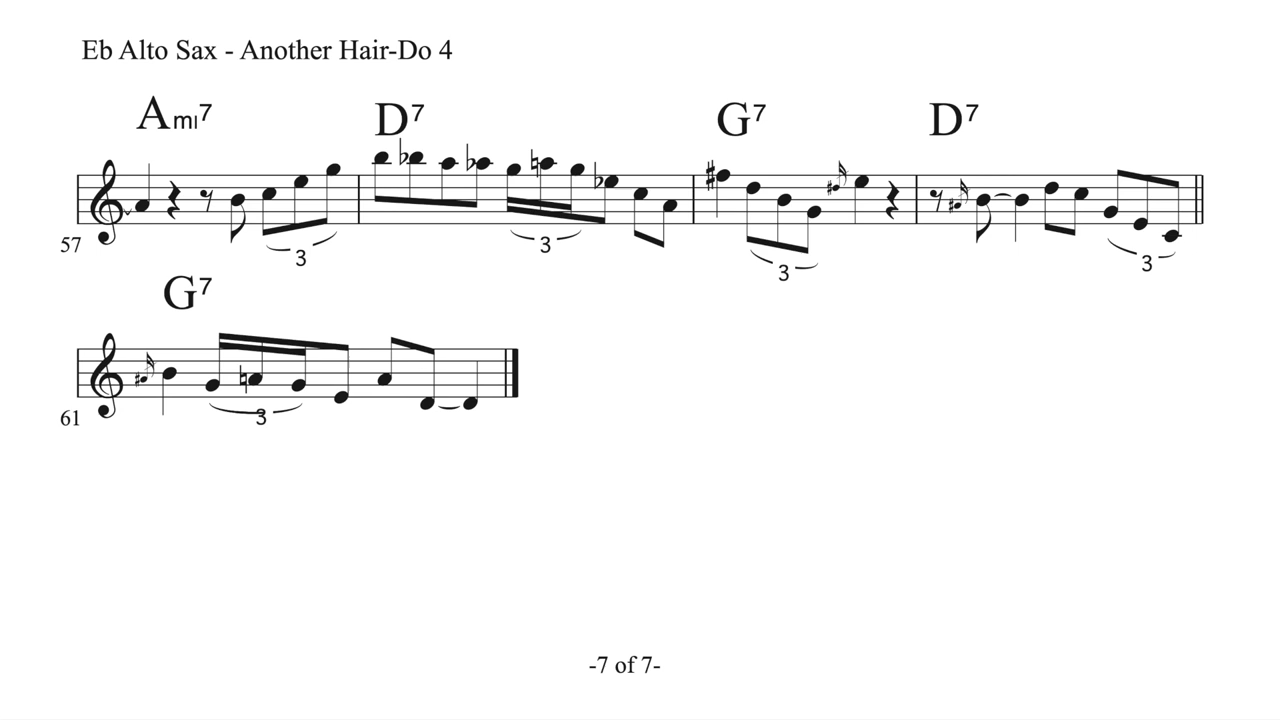 Eb Alto Sax - Another Hair-Do 4
Ami7 D7 G7 D7
3 3 3 3
57
G7
3
61
-7 of 7-